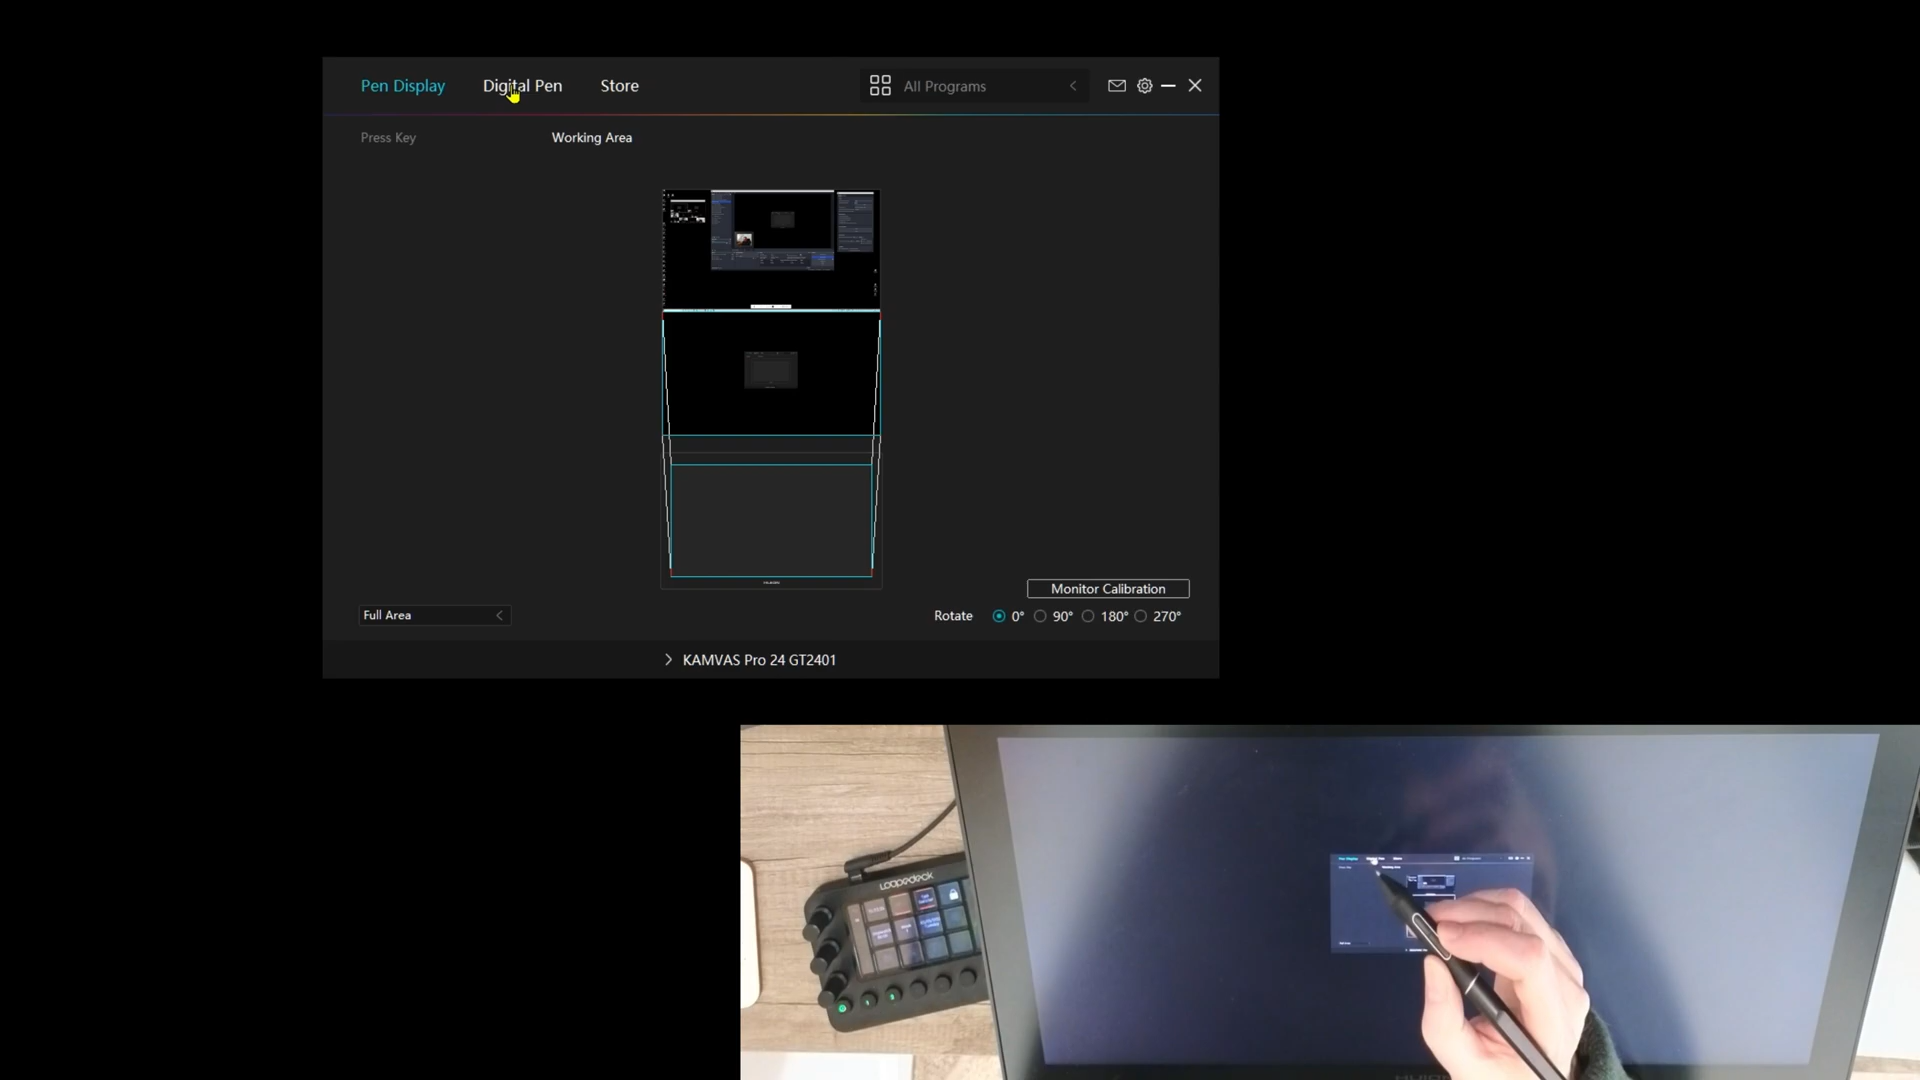 Pen Display Digital Pen Store All Programs
Press Key Working Area
Monitor Calibration
Full Area Rotate 0° 90° 180° 270°
KAMVAS Pro 24 GT2401
Loupedeck